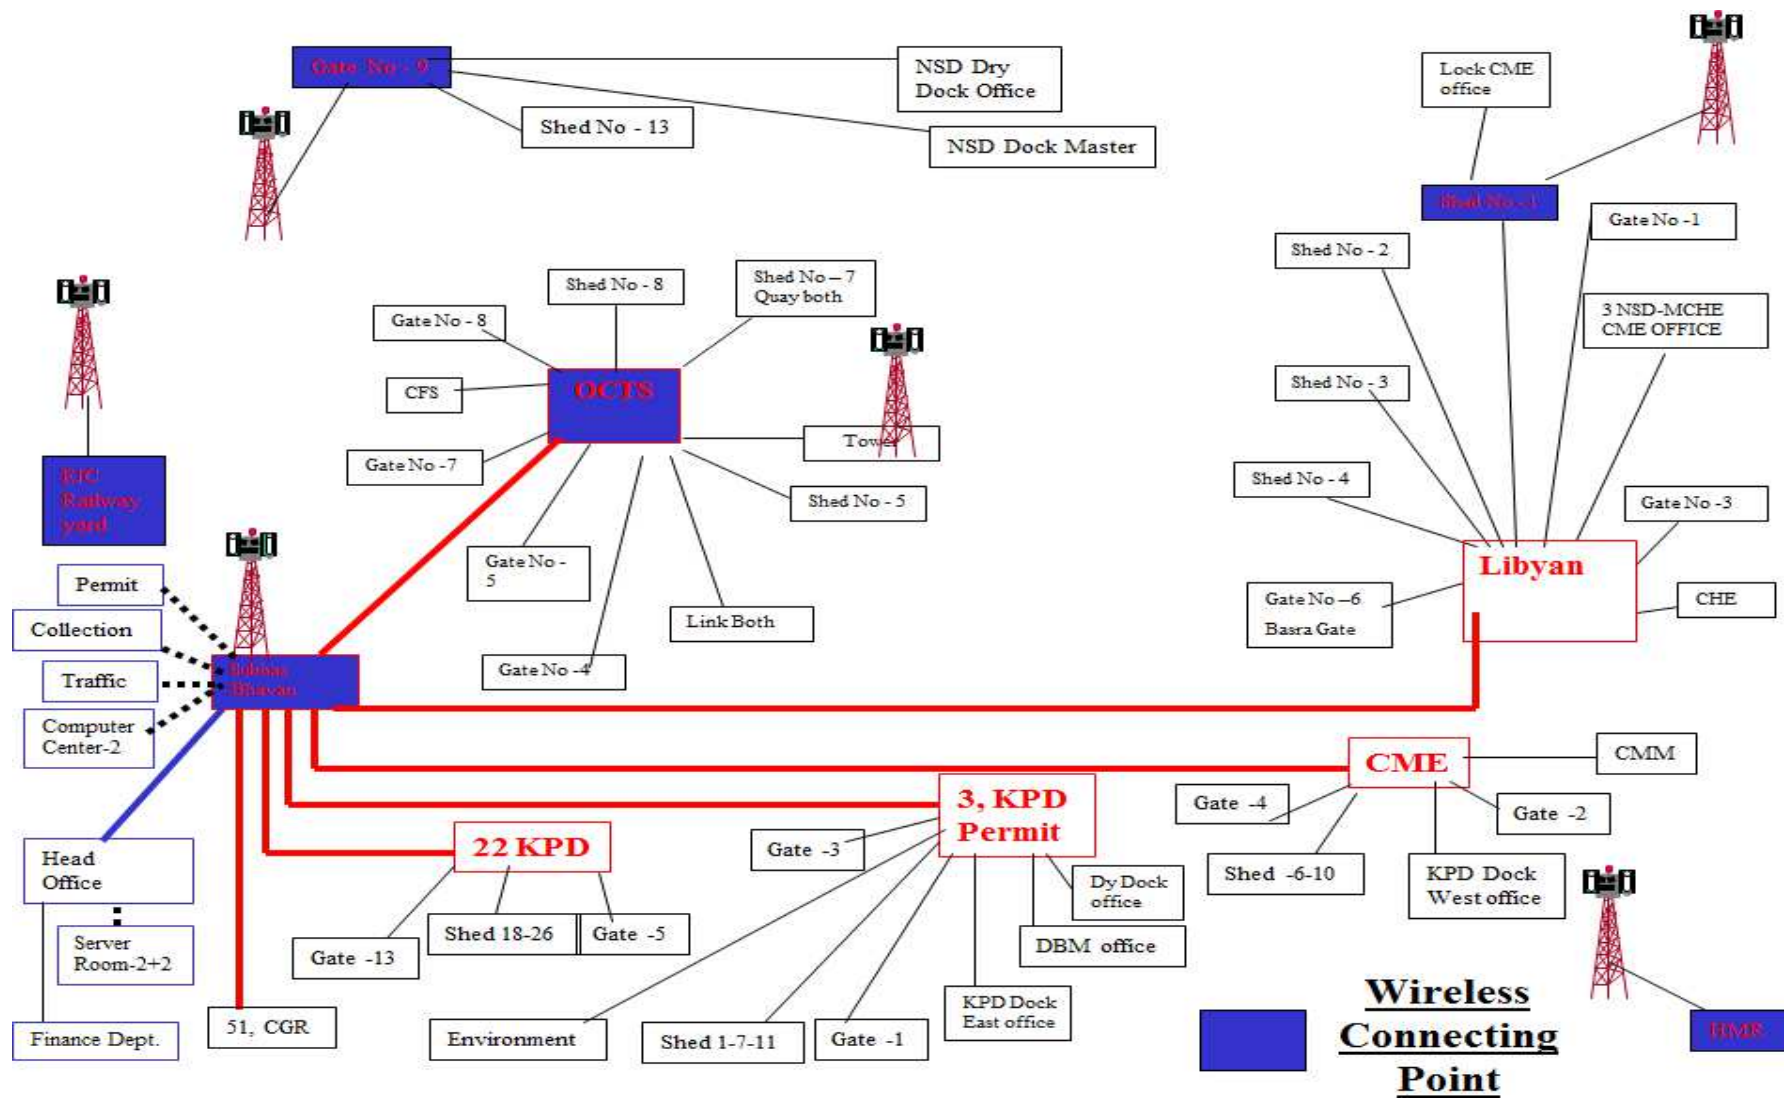 Gate No - 9
NSD Dry
Dock Office
Shed No - 13
NSD Dock Master
Lock CME
office
Shed No - 1
Gate No -1
Shed No - 2
3 NSD-MCHE
CME OFFICE
Shed No - 3
Shed No - 4
Gate No -3
Libyan
Gate No –6
Basra Gate
CHE
Shed No - 8
Shed No – 7
Quay both
Gate No - 8
CFS
OCTS
Gate No -7
Tower
Shed No - 5
Gate No -
5
Link Both
Gate No -4
EJC
Railway
yard
Permit
Collection
Traffic
Computer
Center-2
Subhas
Bhavan
Head
Office
Server
Room-2+2
Finance Dept.
51, CGR
22 KPD
Gate -13
Shed 18-26
Gate -5
3, KPD
Permit
Gate -3
Environment
Shed 1-7-11
Gate -1
KPD Dock
East office
DBM office
Dy Dock
office
CME
CMM
Gate -4
Gate -2
Shed -6-10
KPD Dock
West office
Wireless
Connecting
Point
HMR